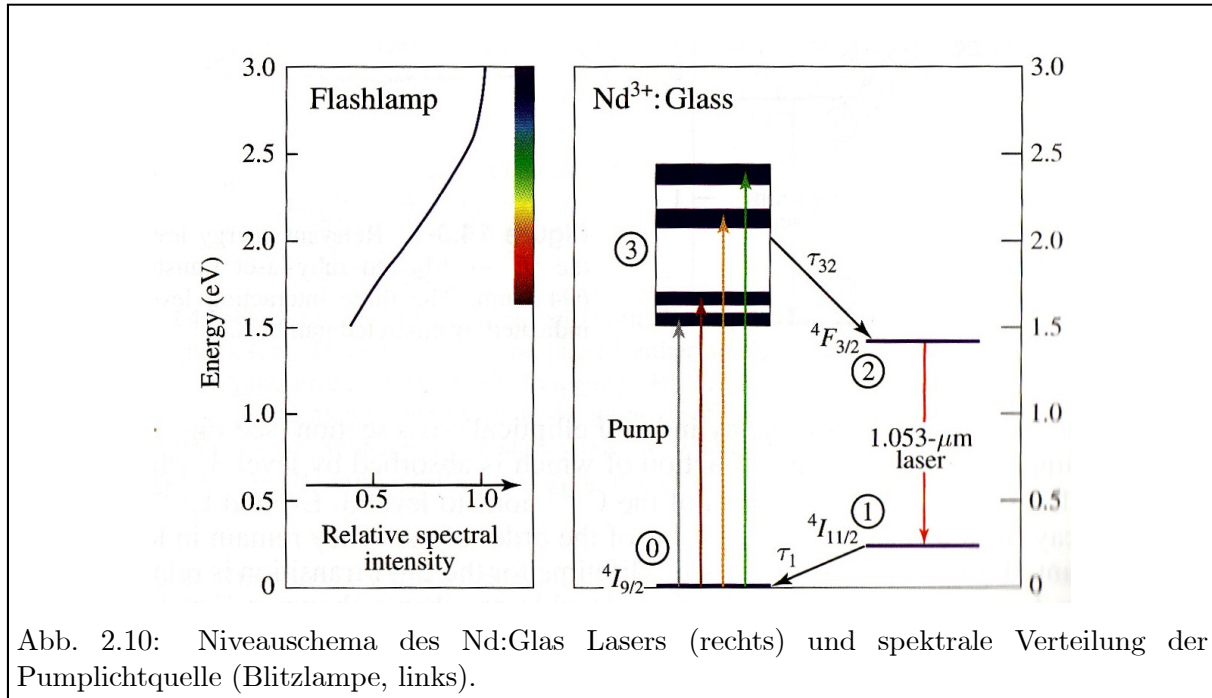 3.0
2.5
2.0
1.5
1.0
0.5
0
Energy (eV)
Flashlamp
0.5 1.0
Relative spectral
intensity
Nd³⁺: Glass
3
τ₃₂
⁴F₃/₂
2
Pump
1.053-μm
laser
1
⁴I₁₁/₂
0
τ₁
⁴I₉/₂
3.0
2.5
2.0
1.5
1.0
0.5
0
Abb. 2.10: Niveauschema des Nd:Glas Lasers (rechts) und spektrale Verteilung der
Pumplichtquelle (Blitzlampe, links).